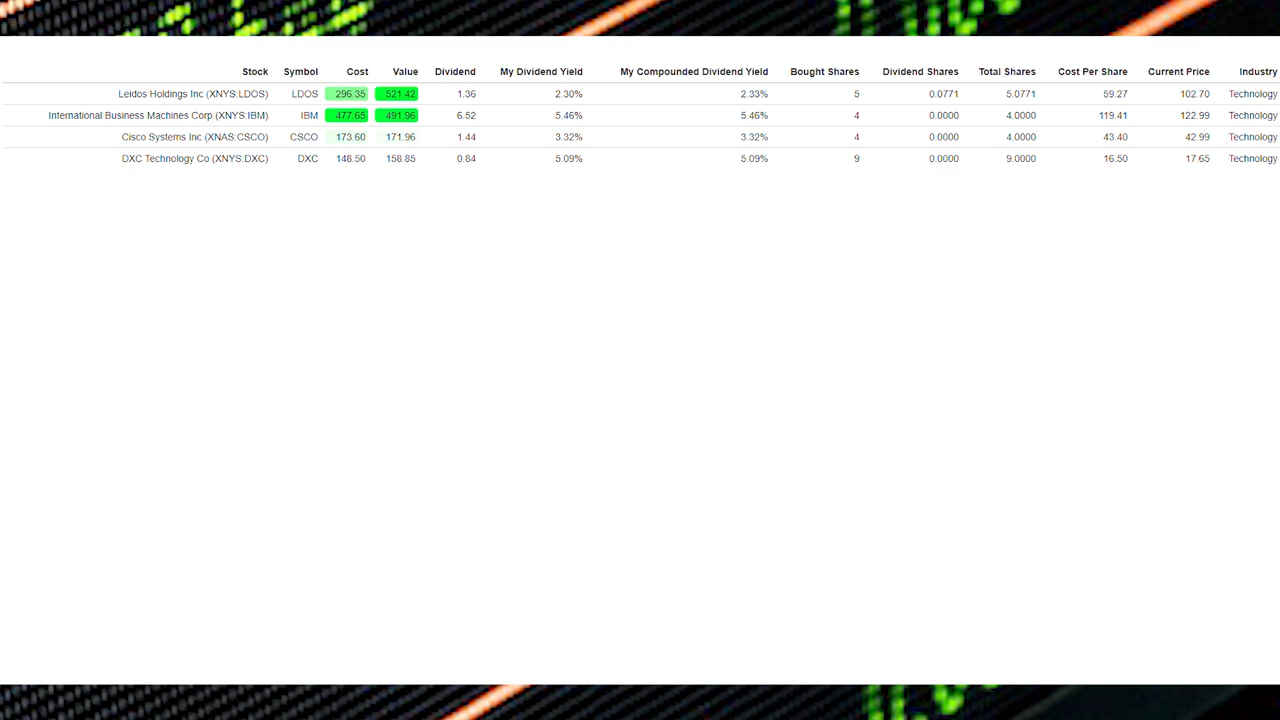 Stock Symbol Cost Value Dividend My Dividend Yield My Compounded Dividend Yield Bought Shares Dividend Shares Total Shares Cost Per Share Current Price Industry
Leidos Holdings Inc (XNYS:LDOS) LDOS 296.35 521.42 1.36 2.30% 2.33% 5 0.0771 5.0771 59.27 102.70 Technology
International Business Machines Corp (XNYS:IBM) IBM 477.65 491.96 6.52 5.46% 5.46% 4 0.0000 4.0000 119.41 122.99 Technology
Cisco Systems Inc (XNAS:CSCO) CSCO 173.60 171.96 1.44 3.32% 3.32% 4 0.0000 4.0000 43.40 42.99 Technology
DXC Technology Co (XNYS:DXC) DXC 148.50 158.85 0.84 5.09% 5.09% 9 0.0000 9.0000 16.50 17.65 Technology